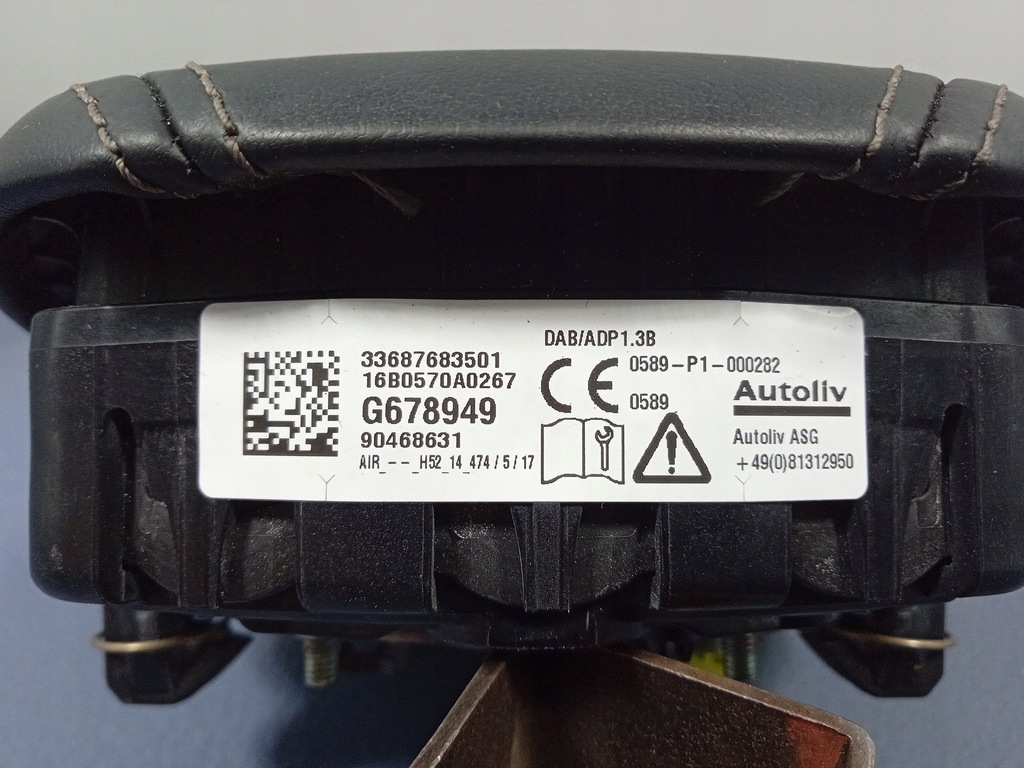 33687683501
16B0570A0267
G678949
90468631
AIR_--_H52_14_474/5/17
DAB/ADP1.3B
CE 0589-P1-000282
0589
Autoliv
Autoliv ASG
+49(0)81312950